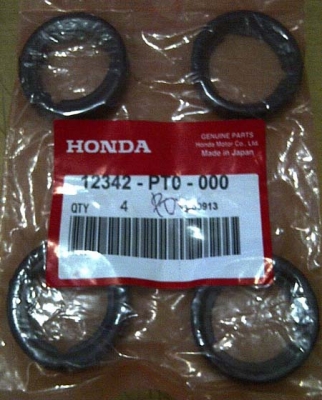 HONDA
GENUINE PARTS
Honda Motor Co., Ltd
Made in Japan
12342-PT0-000
QTY 4